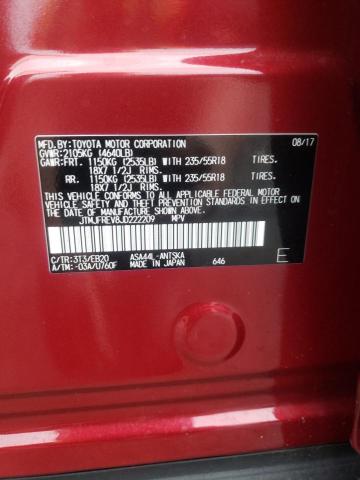 MFD.BY:TOYOTA MOTOR CORPORATION 08/17
GVWR:2105KG (4640LB)
GAWR:FRT. 1150KG (2535LB) WITH 235/55R18 TIRES.
18X7 1/2J RIMS.
RR. 1150KG (2535LB) WITH 235/55R18 TIRES.
18X7 1/2J RIMS.
THIS VEHICLE CONFORMS TO ALL APPLICABLE FEDERAL MOTOR
VEHICLE SAFETY AND THEFT PREVENTION STANDARDS IN EFFECT
ON THE DATE OF MANUFACTURE SHOWN ABOVE.
JTMJFREV8JD222209 MPV
C/TR:3T3/EB20 ASA44L-ANTSKA E
A/TM:-03A/U760F MADE IN JAPAN 646